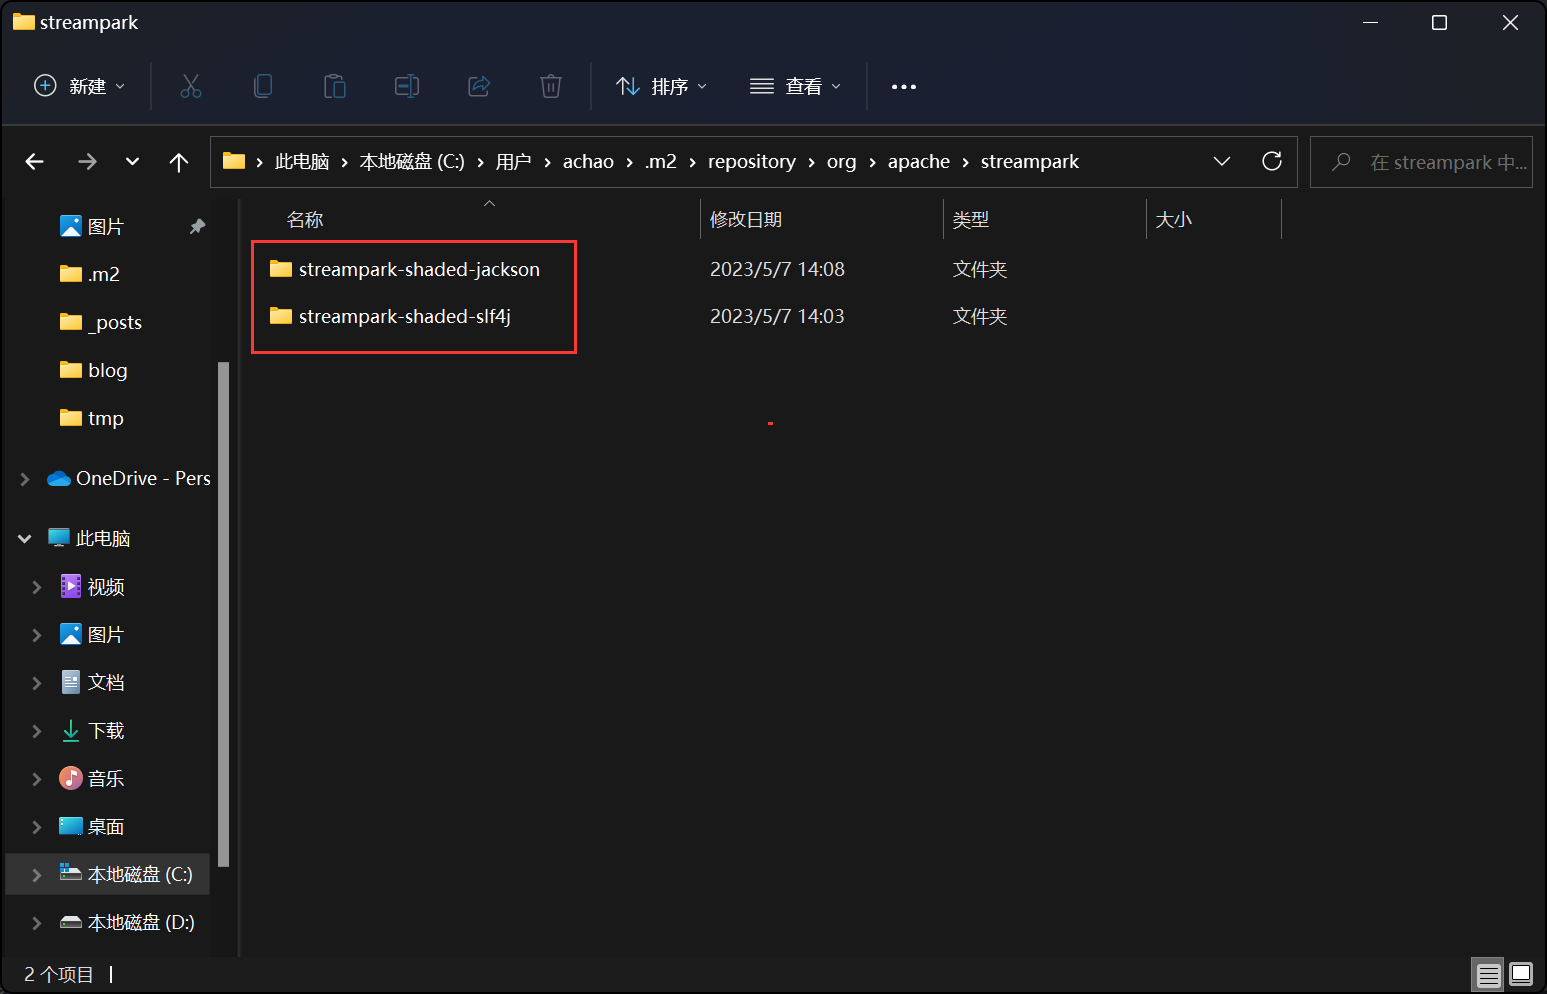 streampark
新建
排序
查看
此电脑 › 本地磁盘 (C:) › 用户 › achao › .m2 › repository › org › apache › streampark
在 streampark 中...
图片
.m2
_posts
blog
tmp
OneDrive - Pers
此电脑
视频
图片
文档
下载
音乐
桌面
本地磁盘 (C:)
本地磁盘 (D:)
名称 修改日期 类型 大小
streampark-shaded-jackson 2023/5/7 14:08 文件夹
streampark-shaded-slf4j 2023/5/7 14:03 文件夹
2 个项目